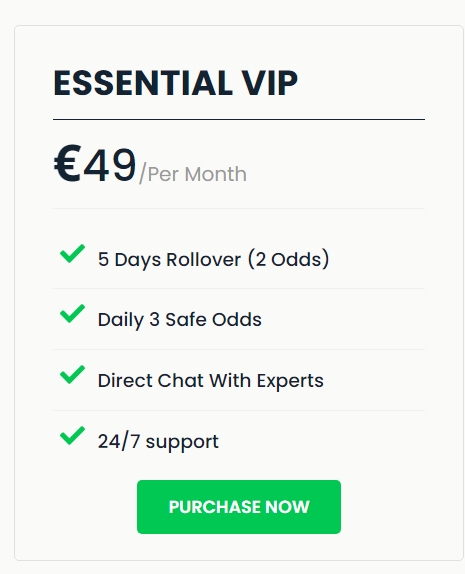 ESSENTIAL VIP
€49/Per Month
5 Days Rollover (2 Odds)
Daily 3 Safe Odds
Direct Chat With Experts
24/7 support
PURCHASE NOW